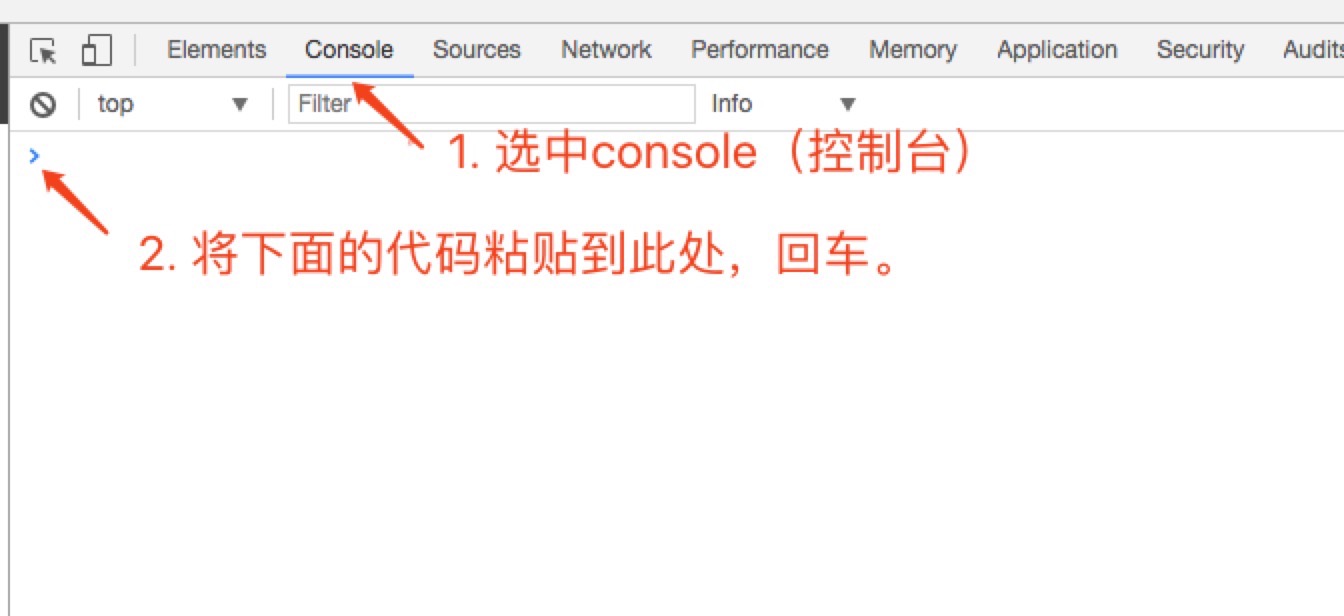 Elements Console Sources Network Performance Memory Application Security Audits
top Filter Info
1. 选中console（控制台）
2. 将下面的代码粘贴到此处，回车。